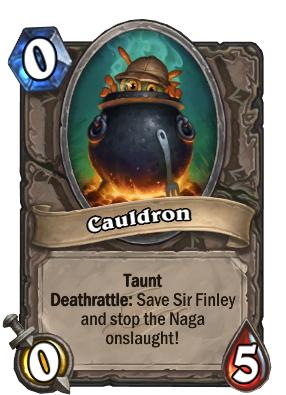 0
Cauldron
Taunt
Deathrattle: Save Sir Finley
and stop the Naga
onslaught!
0
5